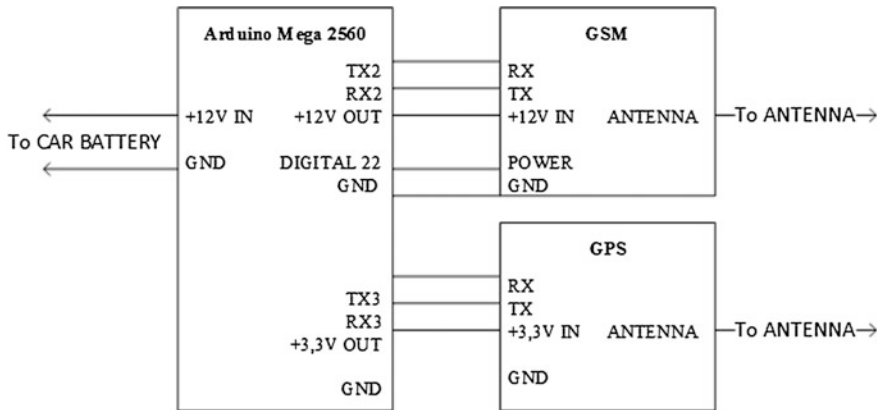 Arduino Mega 2560
TX2
RX2
+12V IN
+12V OUT
To CAR BATTERY
GND
DIGITAL 22
GND
TX3
RX3
+3,3V OUT
GND
GSM
RX
TX
+12V IN
ANTENNA
To ANTENNA
POWER
GND
GPS
RX
TX
+3,3V IN
ANTENNA
To ANTENNA
GND